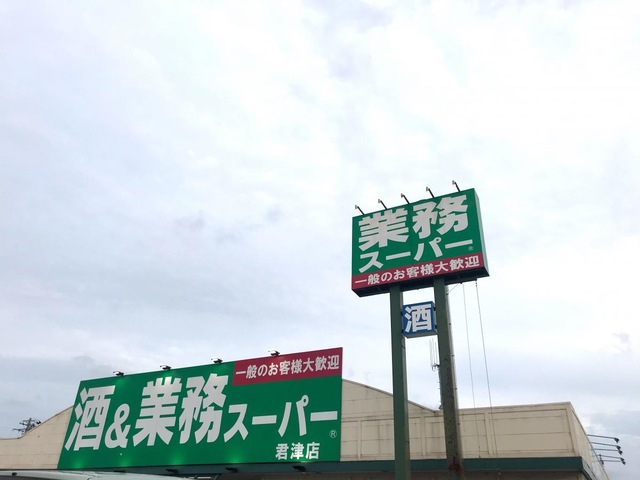 業務
スーパー®
一般のお客様大歓迎
酒
一般のお客様大歓迎
酒&業務スーパー®
君津店